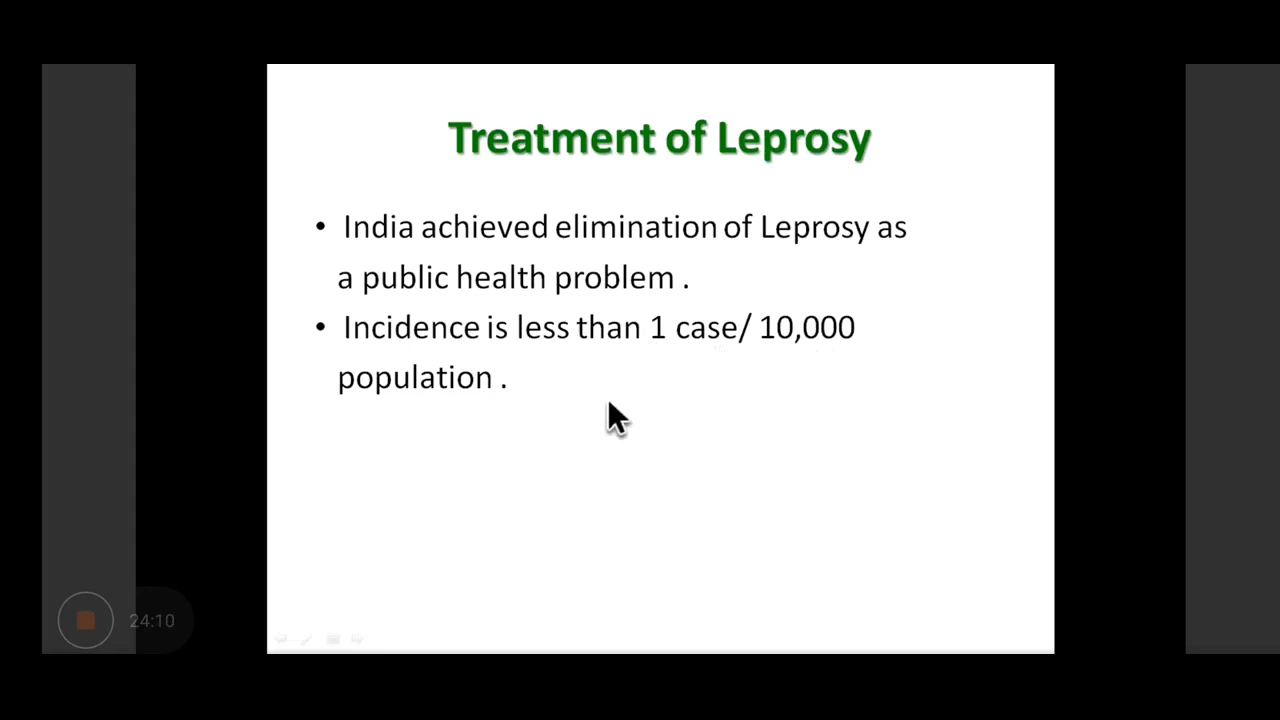 Treatment of Leprosy
• India achieved elimination of Leprosy as
a public health problem .
• Incidence is less than 1 case/ 10,000
population .
24:10